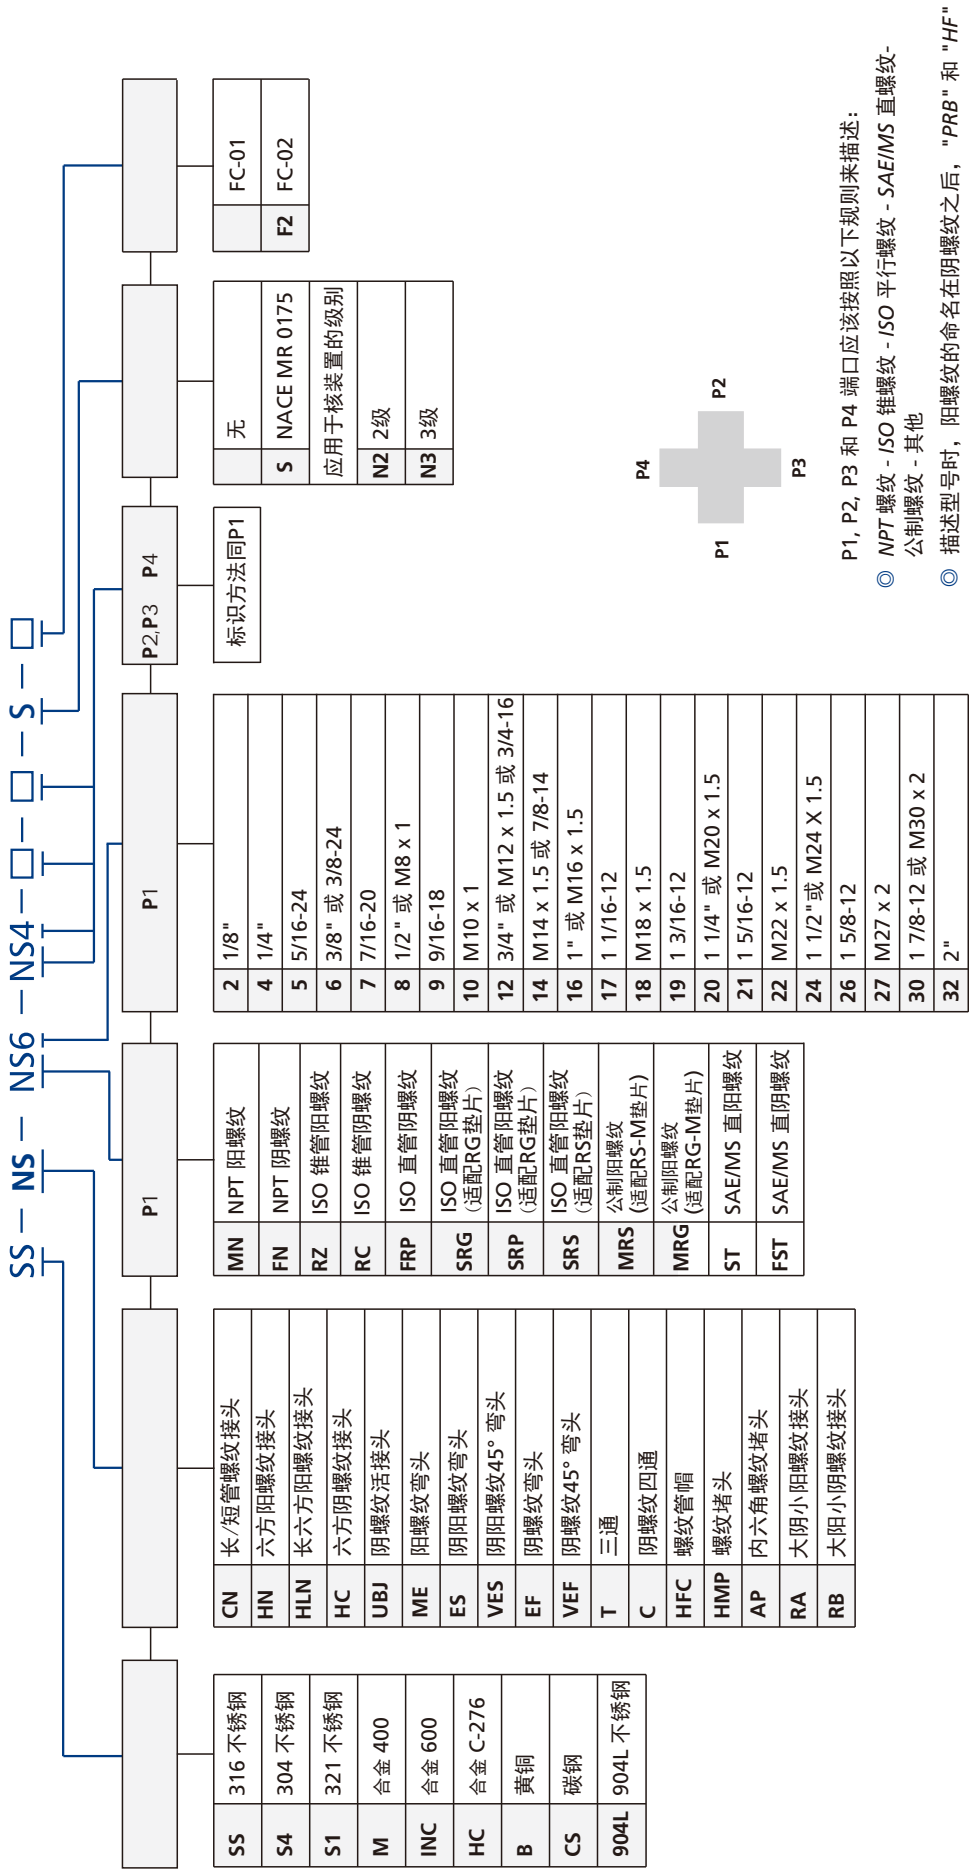 SS — NS — NS6 — NS4 — □ — □ — S — □
SS 316 不锈钢
S4 304 不锈钢
S1 321 不锈钢
M 合金 400
INC 合金 600
HC 合金 C-276
B 黄铜
CS 碳钢
904L 904L 不锈钢
CN 长/短管螺纹接头
HN 六方阳螺纹接头
HLN 长六方阳螺纹接头
HC 六方阴螺纹接头
UBJ 阴螺纹活接头
ME 阳螺纹弯头
ES 阴阳螺纹弯头
VES 阴阳螺纹45° 弯头
EF 阴螺纹弯头
VEF 阴螺纹45° 弯头
T 三通
C 阴螺纹四通
HFC 螺纹管帽
HMP 螺纹堵头
AP 内六角螺纹堵头
RA 大阴小阳螺纹接头
RB 大阳小阴螺纹接头
P1
MN NPT 阳螺纹
FN NPT 阴螺纹
RZ ISO 锥管阳螺纹
RC ISO 锥管阴螺纹
FRP ISO 直管阴螺纹
SRG ISO 直管阳螺纹
(适配RG垫片)
SRP ISO 直管阳螺纹
(适配RG垫片)
SRS ISO 直管阳螺纹
(适配RS垫片)
MRS 公制阳螺纹
(适配RS-M垫片)
MRG 公制阳螺纹
(适配RG-M垫片)
ST SAE/MS 直阳螺纹
FST SAE/MS 直阴螺纹
P1
2 1/8"
4 1/4"
5 5/16-24
6 3/8" 或 3/8-24
7 7/16-20
8 1/2" 或 M8 x 1
9 9/16-18
10 M10 x 1
12 3/4" 或 M12 x 1.5 或 3/4-16
14 M14 x 1.5 或 7/8-14
16 1 " 或 M16 x 1.5
17 1 1/16-12
18 M18 x 1.5
19 1 3/16-12
20 1 1/4" 或 M20 x 1.5
21 1 5/16-12
22 M22 x 1.5
24 1 1/2"或 M24 X 1.5
26 1 5/8-12
27 M27 x 2
30 1 7/8-12 或 M30 x 2
32 2"
P2,P3 P4
标识方法同P1
无
S NACE MR 0175
应用于核装置的级别
N2 2级
N3 3级
FC-01
F2 FC-02
P4
P1 P2
P3
P1, P2, P3 和 P4 端口应该按照以下规则来描述:
◎ NPT 螺纹 - ISO 锥螺纹 - ISO 平行螺纹 - SAE/MS 直螺纹-
公制螺纹 - 其他
◎ 描述型号时，阳螺纹的命名在阴螺纹之后，"PRB" 和 "HF"